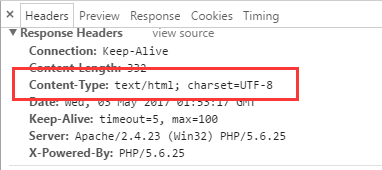 Headers Preview Response Cookies Timing
▼ Response Headers view source
Connection: Keep-Alive
Content-Length: 332
Content-Type: text/html; charset=UTF-8
Date: Wed, 03 May 2017 01:53:17 GMT
Keep-Alive: timeout=5, max=100
Server: Apache/2.4.23 (Win32) PHP/5.6.25
X-Powered-By: PHP/5.6.25